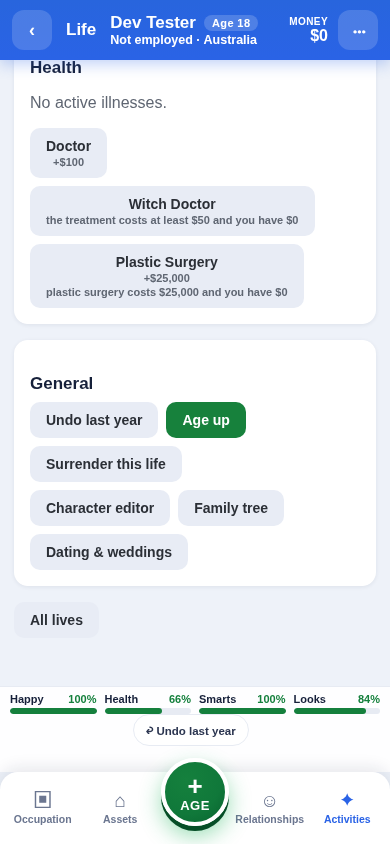 ‹
Life
Dev Tester Age 18
Not employed · Australia
MONEY
$0
...
Health
No active illnesses.
Doctor
+$100
Witch Doctor
the treatment costs at least $50 and you have $0
Plastic Surgery
+$25,000
plastic surgery costs $25,000 and you have $0
General
Undo last year
Age up
Surrender this life
Character editor
Family tree
Dating & weddings
All lives
Happy 100% Health 66% Smarts 100% Looks 84%
Undo last year
+
AGE
Occupation
Assets
Relationships
Activities